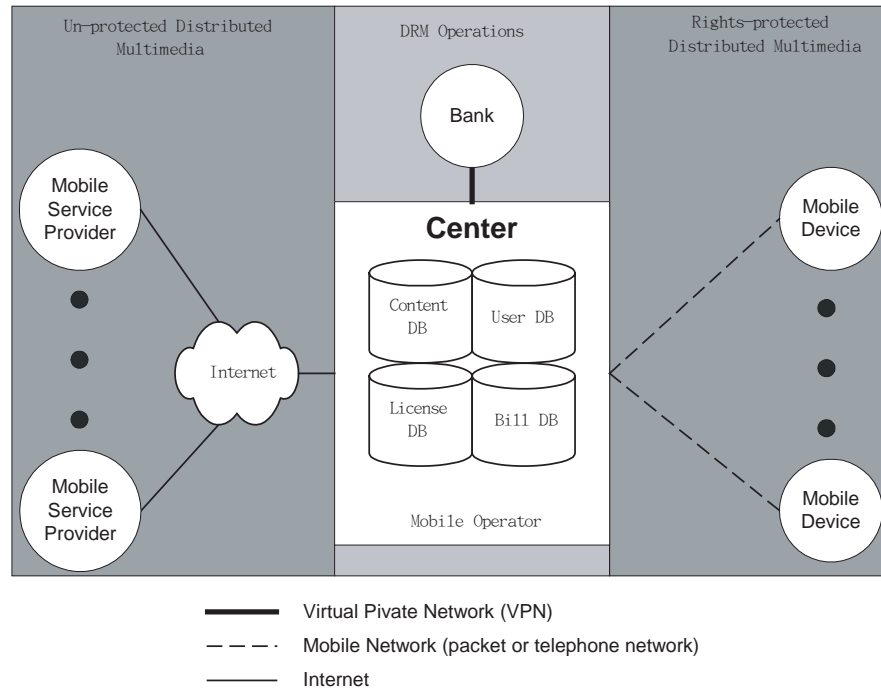 Un-protected Distributed
Multimedia
DRM Operations
Rights-protected
Distributed Multimedia
Bank
Mobile
Service
Provider
Mobile
Device
Center
Content
DB
User DB
Internet
License
DB
Bill DB
Mobile
Service
Provider
Mobile Operator
Mobile
Device
Virtual Pivate Network (VPN)
Mobile Network (packet or telephone network)
Internet